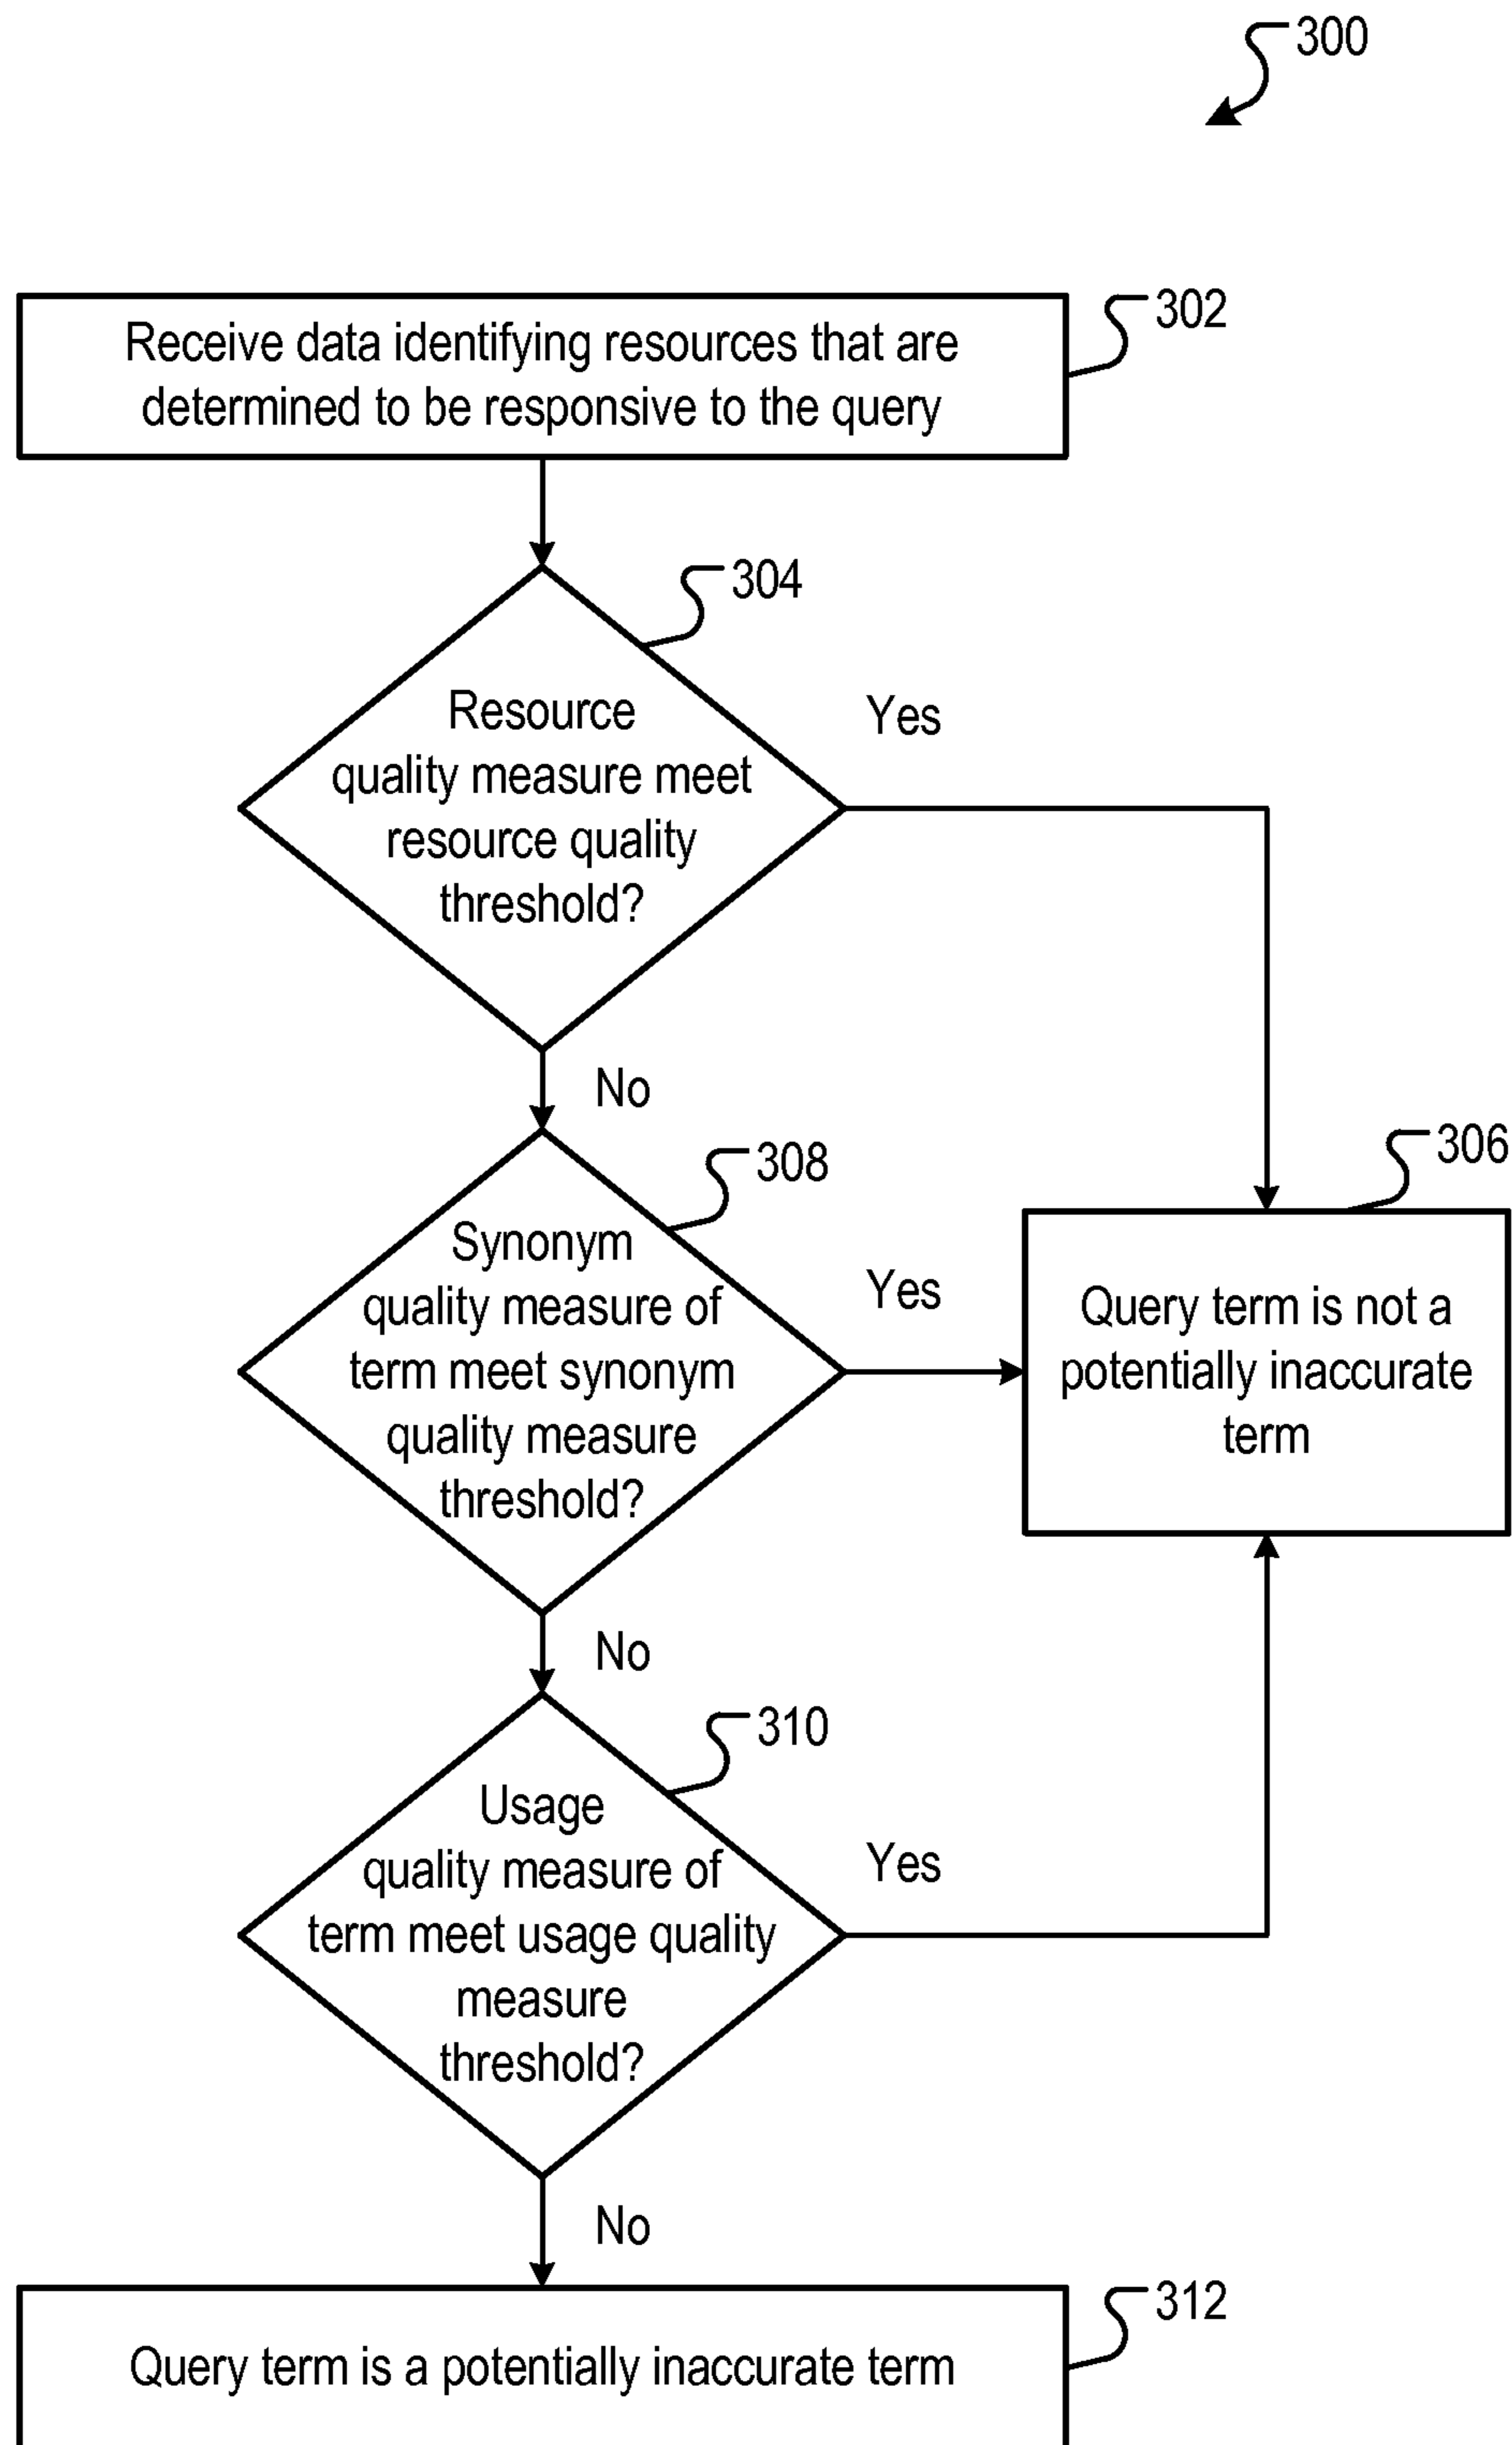 300
Receive data identifying resources that are
determined to be responsive to the query
302
304
Resource
quality measure meet
resource quality
threshold?
Yes
No
308
Synonym
quality measure of
term meet synonym
quality measure
threshold?
Yes
306
Query term is not a
potentially inaccurate
term
No
310
Usage
quality measure of
term meet usage quality
measure
threshold?
Yes
No
312
Query term is a potentially inaccurate term